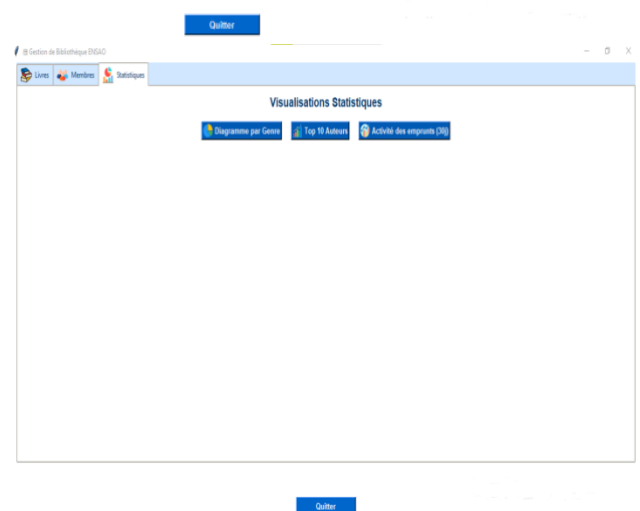 Quitter
Gestion de Bibliothèque ENSAO
Livres Membres Statistiques
Visualisations Statistiques
Diagramme par Genre Top 10 Auteurs Activité des emprunts (30j)
Quitter